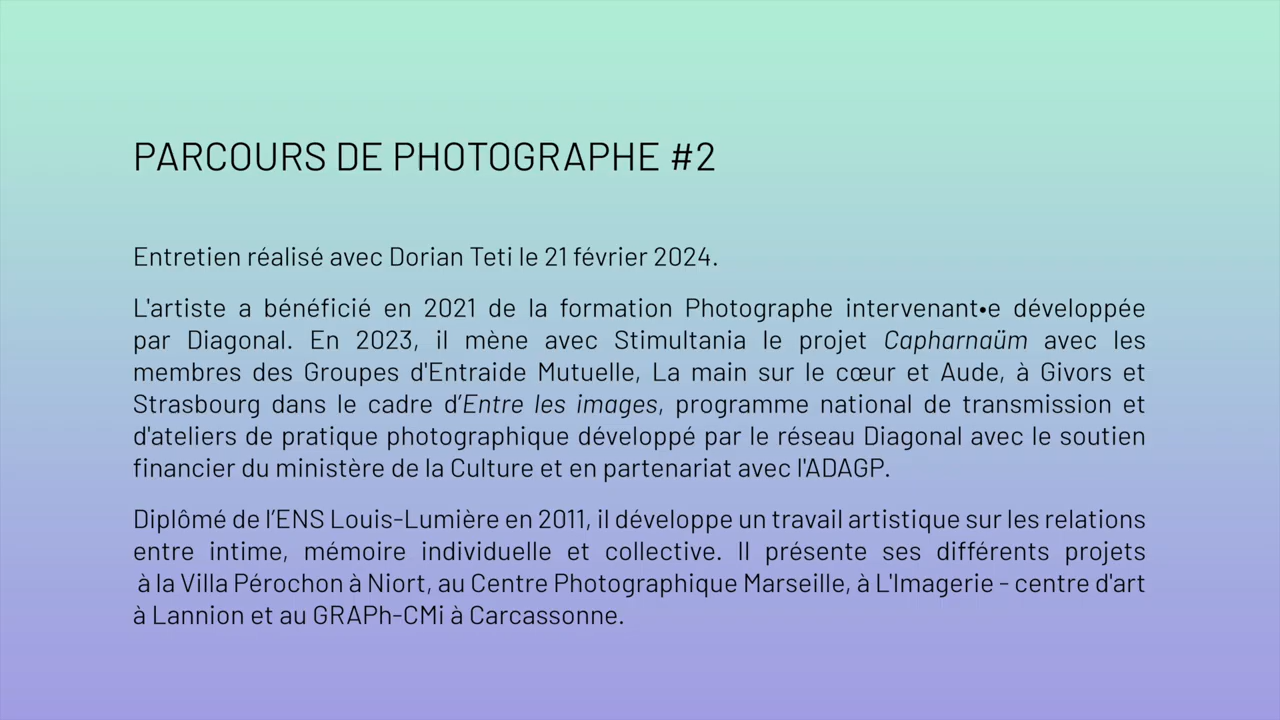 PARCOURS DE PHOTOGRAPHE #2
Entretien réalisé avec Dorian Teti le 21 février 2024.
L'artiste a bénéficié en 2021 de la formation Photographe intervenant•e développée
par Diagonal. En 2023, il mène avec Stimultania le projet Capharnaüm avec les
membres des Groupes d'Entraide Mutuelle, La main sur le cœur et Aude, à Givors et
Strasbourg dans le cadre d’Entre les images, programme national de transmission et
d'ateliers de pratique photographique développé par le réseau Diagonal avec le soutien
financier du ministère de la Culture et en partenariat avec l'ADAGP.
Diplômé de l’ENS Louis-Lumière en 2011, il développe un travail artistique sur les relations
entre intime, mémoire individuelle et collective. Il présente ses différents projets
à la Villa Pérochon à Niort, au Centre Photographique Marseille, à L'Imagerie - centre d'art
à Lannion et au GRAPh-CMi à Carcassonne.